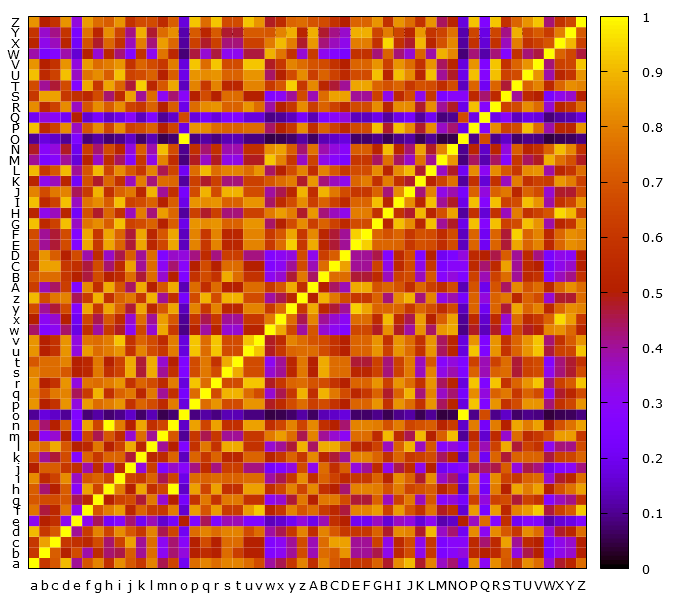 Z
Y
X
W
V
U
T
S
R
Q
P
O
N
M
L
K
J
I
H
G
F
E
D
C
B
A
z
y
x
w
v
u
t
s
r
q
p
o
n
m
l
k
j
i
h
g
f
e
d
c
b
a
a b c d e f g h i j k l m n o p q r s t u v w x y z A B C D E F G H I J K L M N O P Q R S T U V W X Y Z
1
0.9
0.8
0.7
0.6
0.5
0.4
0.3
0.2
0.1
0